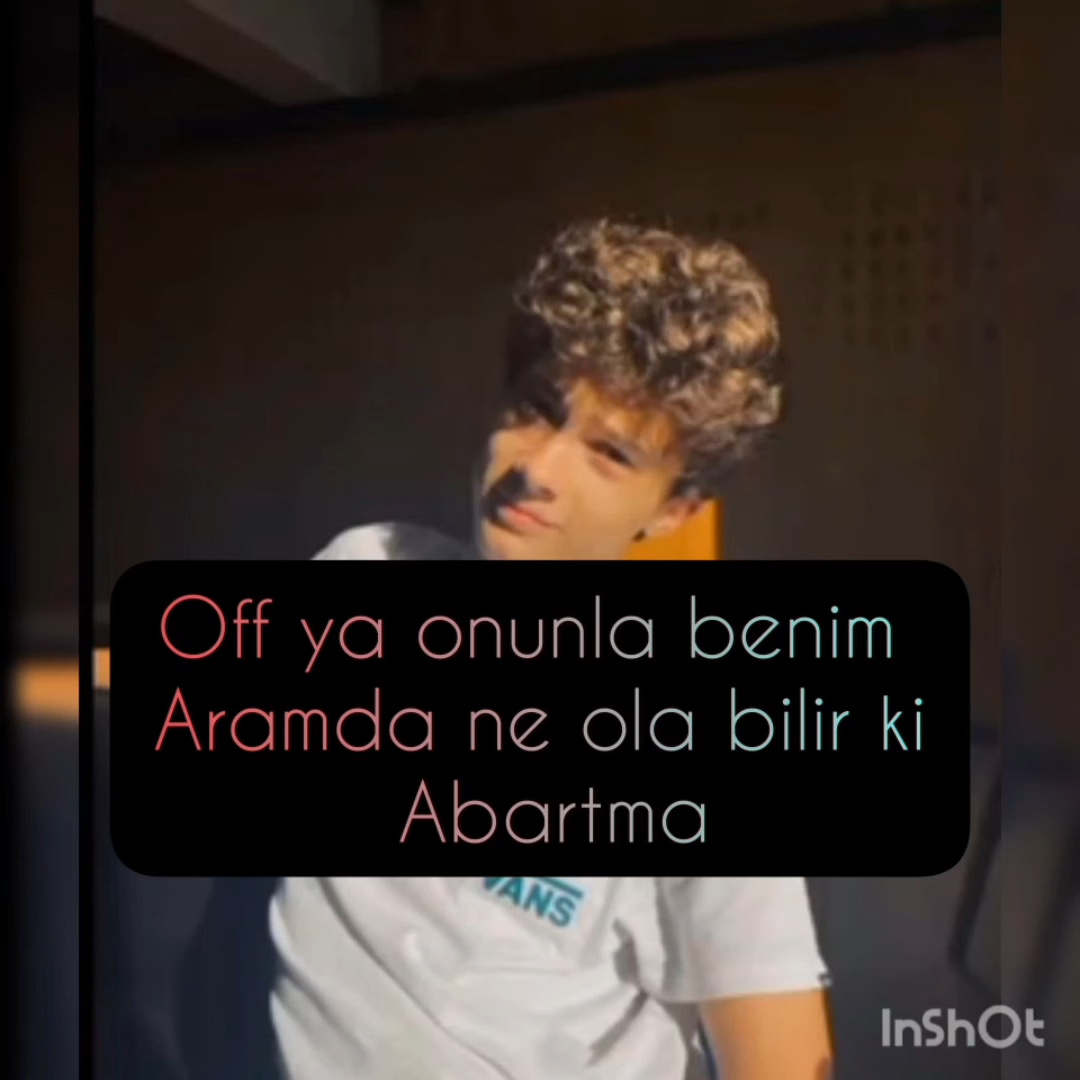 Off ya onunla benim
Aramda ne ola bilir ki
Abartma
VANS
InShOt